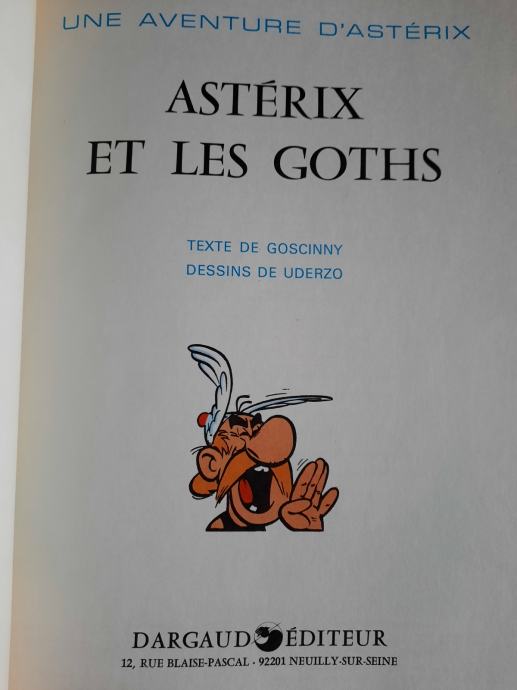 UNE AVENTURE D'ASTÉRIX
ASTÉRIX
ET LES GOTHS
TEXTE DE GOSCINNY
DESSINS DE UDERZO
DARGAUD ÉDITEUR
12, RUE BLAISE-PASCAL - 92201 NEUILLY-SUR-SEINE